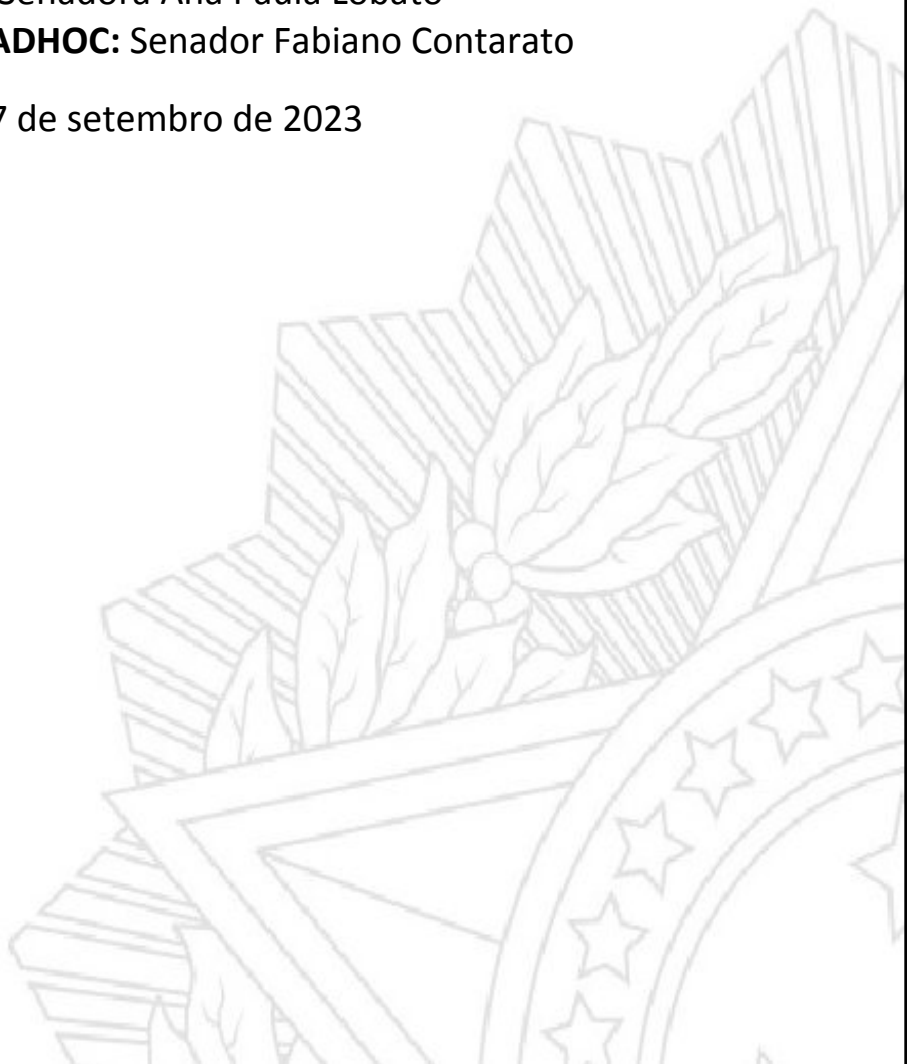 Senadora Ana Paula Lobato
ADHOC: Senador Fabiano Contarato
7 de setembro de 2023